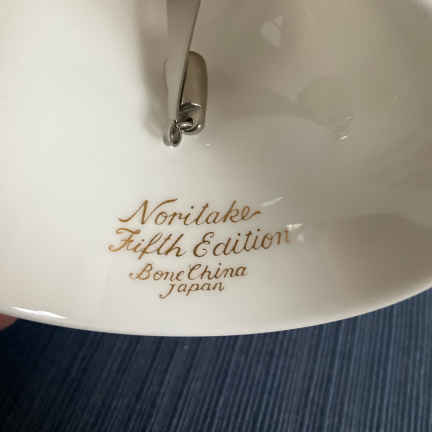 Noritake
Fifth Edition
Bone China
Japan